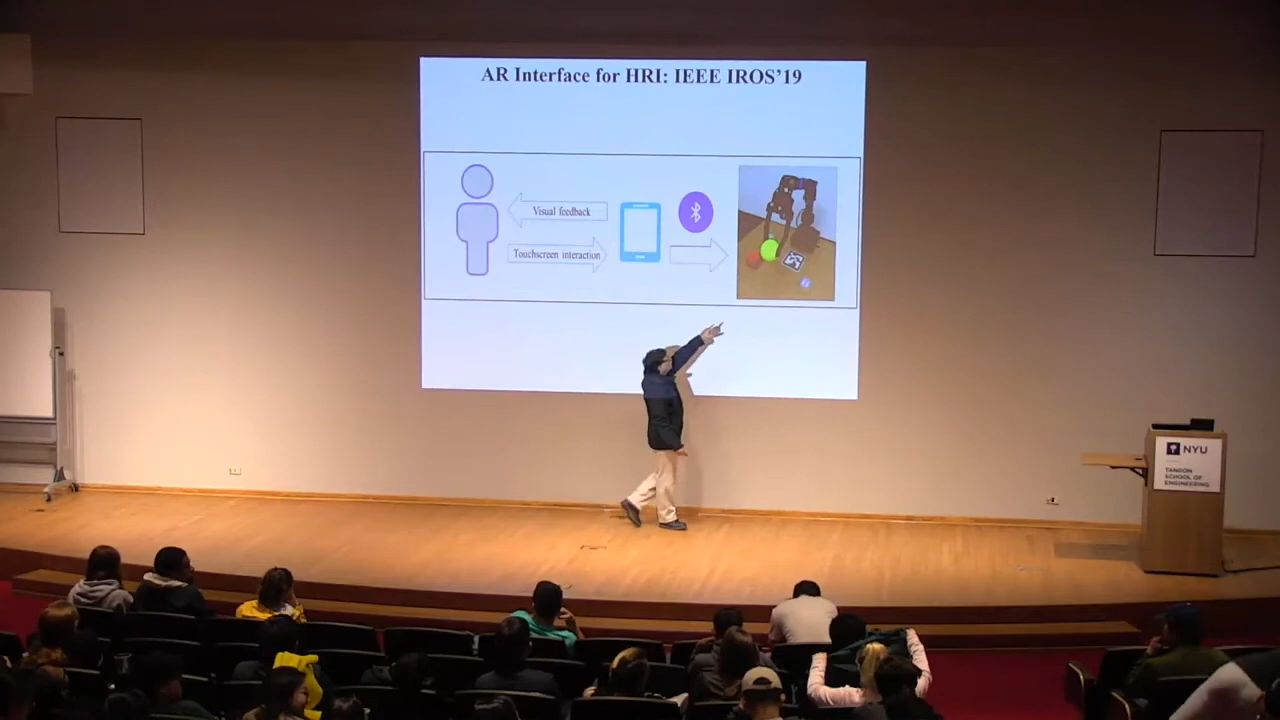 AR Interface for HRI: IEEE IROS'19
Visual feedback
Touchscreen interaction
NYU
TANDON
SCHOOL OF
ENGINEERING